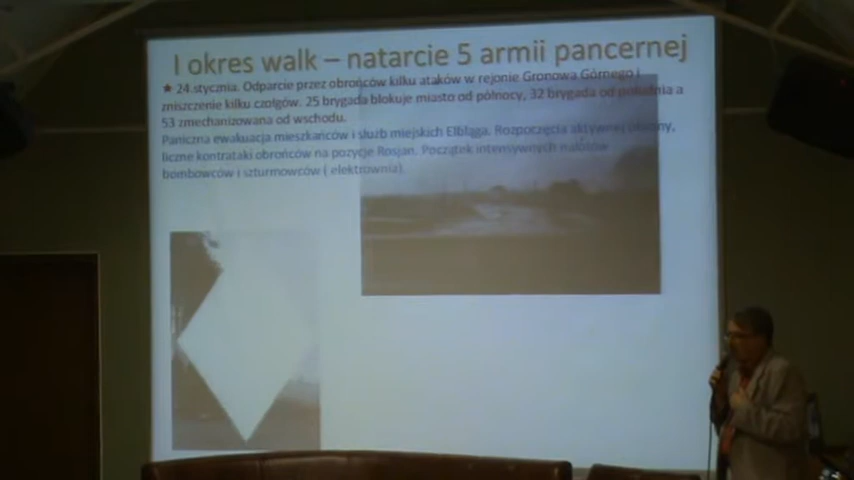 I okres walk – natarcie 5 armii pancernej
★ 24.stycznia. Odparcie przez obrońców kilku ataków w rejonie Gronowa Górnego i
zniszczenie kilku czołgów. 25 brygada blokuje miasto od północy, 32 brygada od południa a
53 zmechanizowana od wschodu.
Paniczna ewakuacja mieszkańców i służb miejskich Elbląga. Rozpoczęcia aktywnej obrony,
liczne kontrataki obrońców na pozycje Rosjan. Początek intensywnych nalotów
bombowców i szturmowców ( elektrownia).